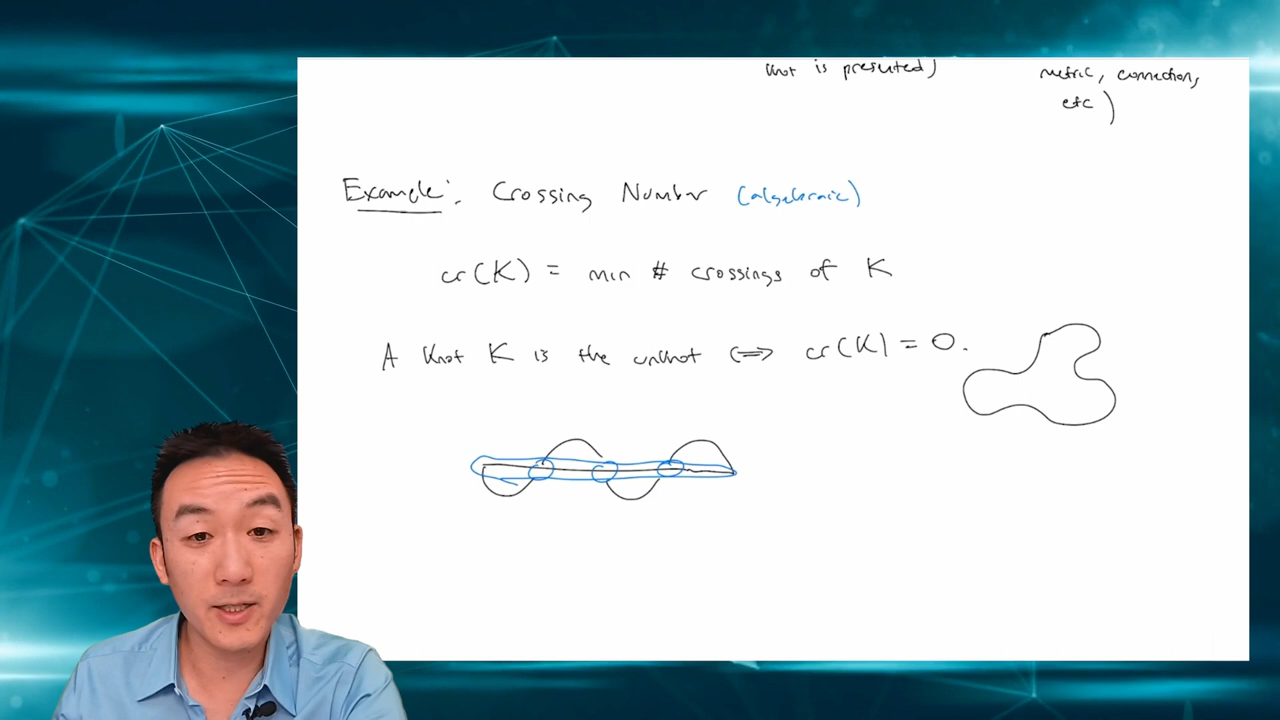 knot is presented)
metric, connection,
etc)
Example: Crossing Number (algebraic)
cr(K) = min # crossings of K
A knot K is the unknot ⟺ cr(K) = 0.